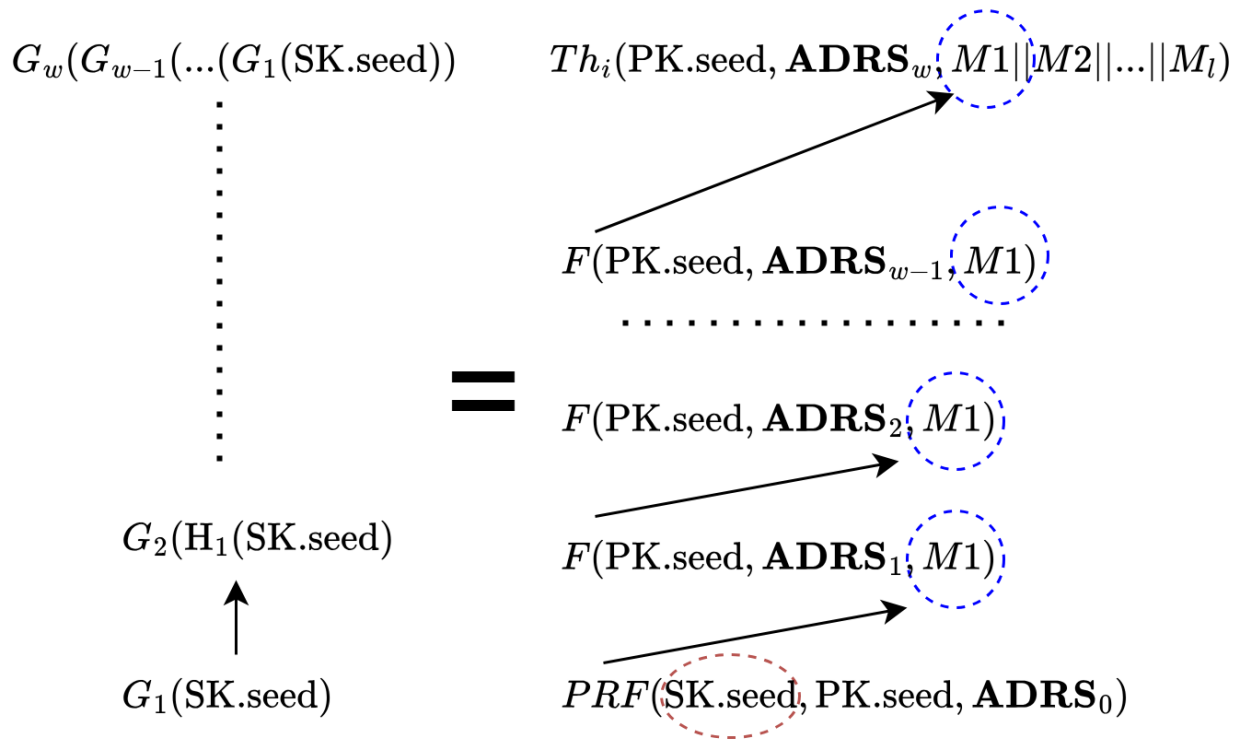 G_w(G_{w-1}(...(G_1(SK.seed)) Th_i(PK.seed, ADRS_w, M1||M2||...||M_l)
F(PK.seed, ADRS_{w-1}, M1)
=
F(PK.seed, ADRS_2, M1)
G_2(H_1(SK.seed) F(PK.seed, ADRS_1, M1)
G_1(SK.seed) PRF(SK.seed, PK.seed, ADRS_0)